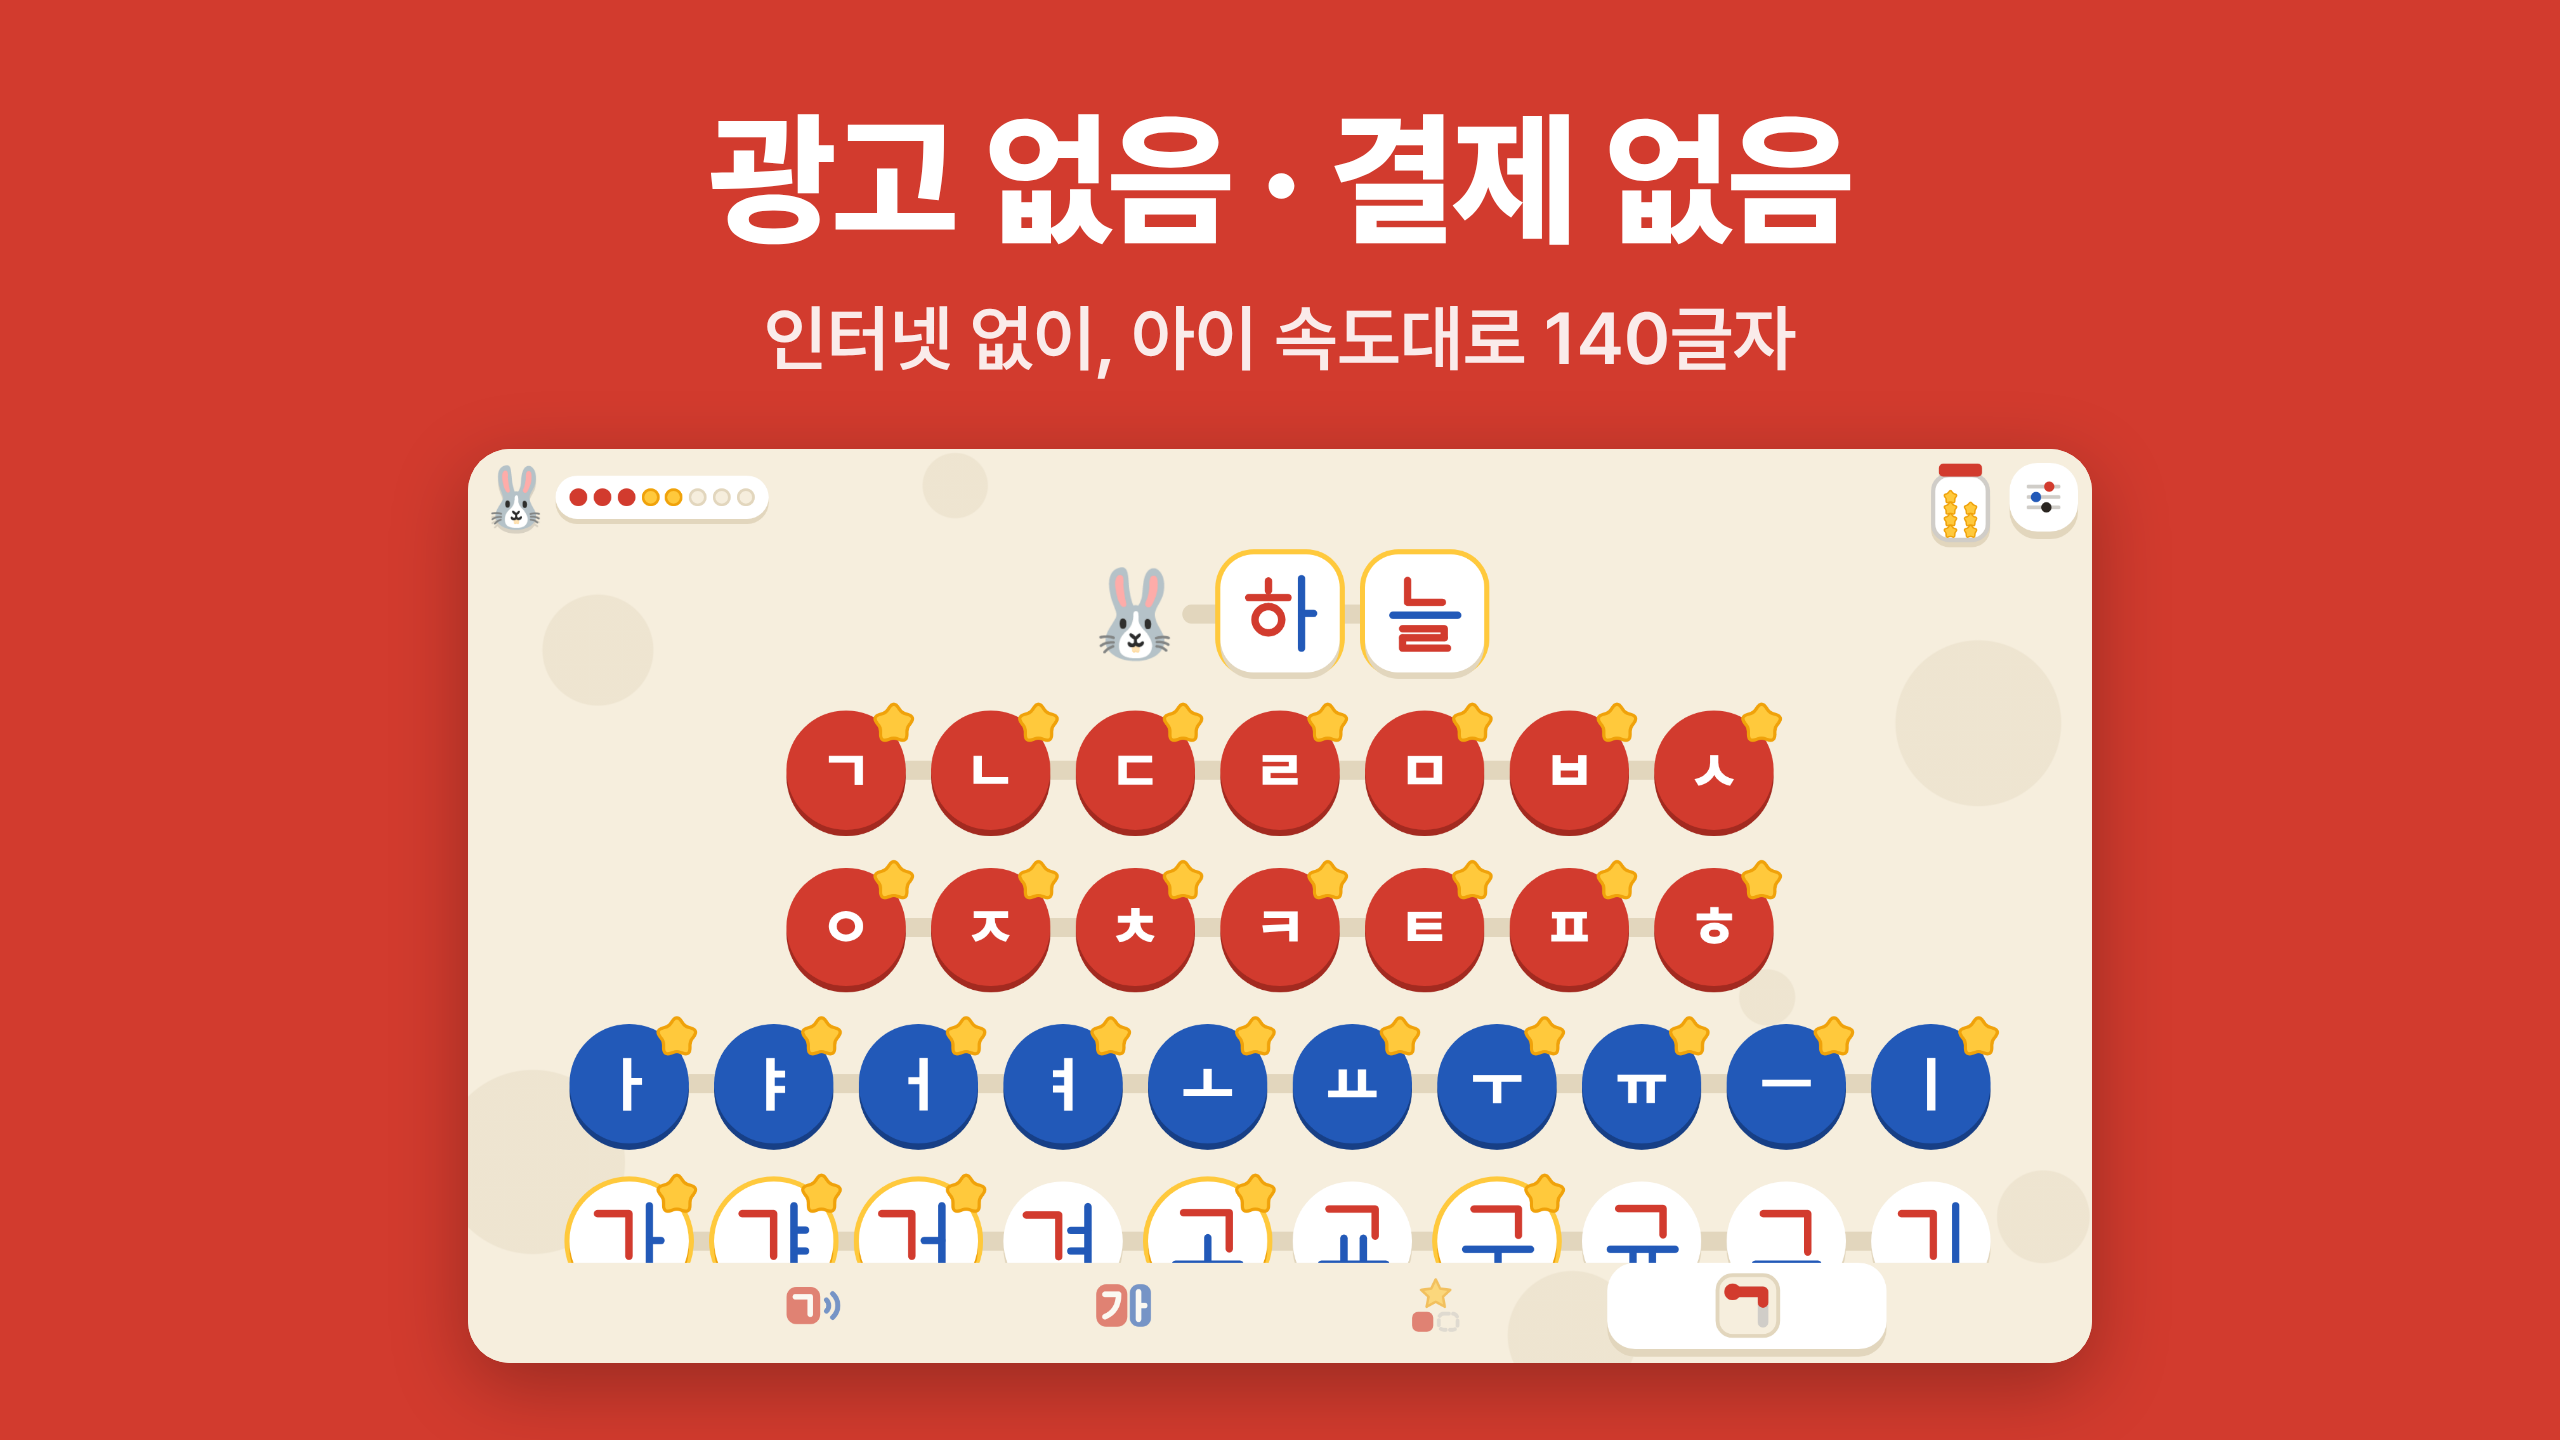 광고 없음 · 결제 없음
인터넷 없이, 아이 속도대로 140글자
하 늘
ㄱ ㄴ ㄷ ㄹ ㅁ ㅂ ㅅ
ㅇ ㅈ ㅊ ㅋ ㅌ ㅍ ㅎ
ㅏ ㅑ ㅓ ㅕ ㅗ ㅛ ㅜ ㅠ ㅡ ㅣ
가 갸 거 겨 고 교 구 규 그 기
ㄱ 가 ㄱ